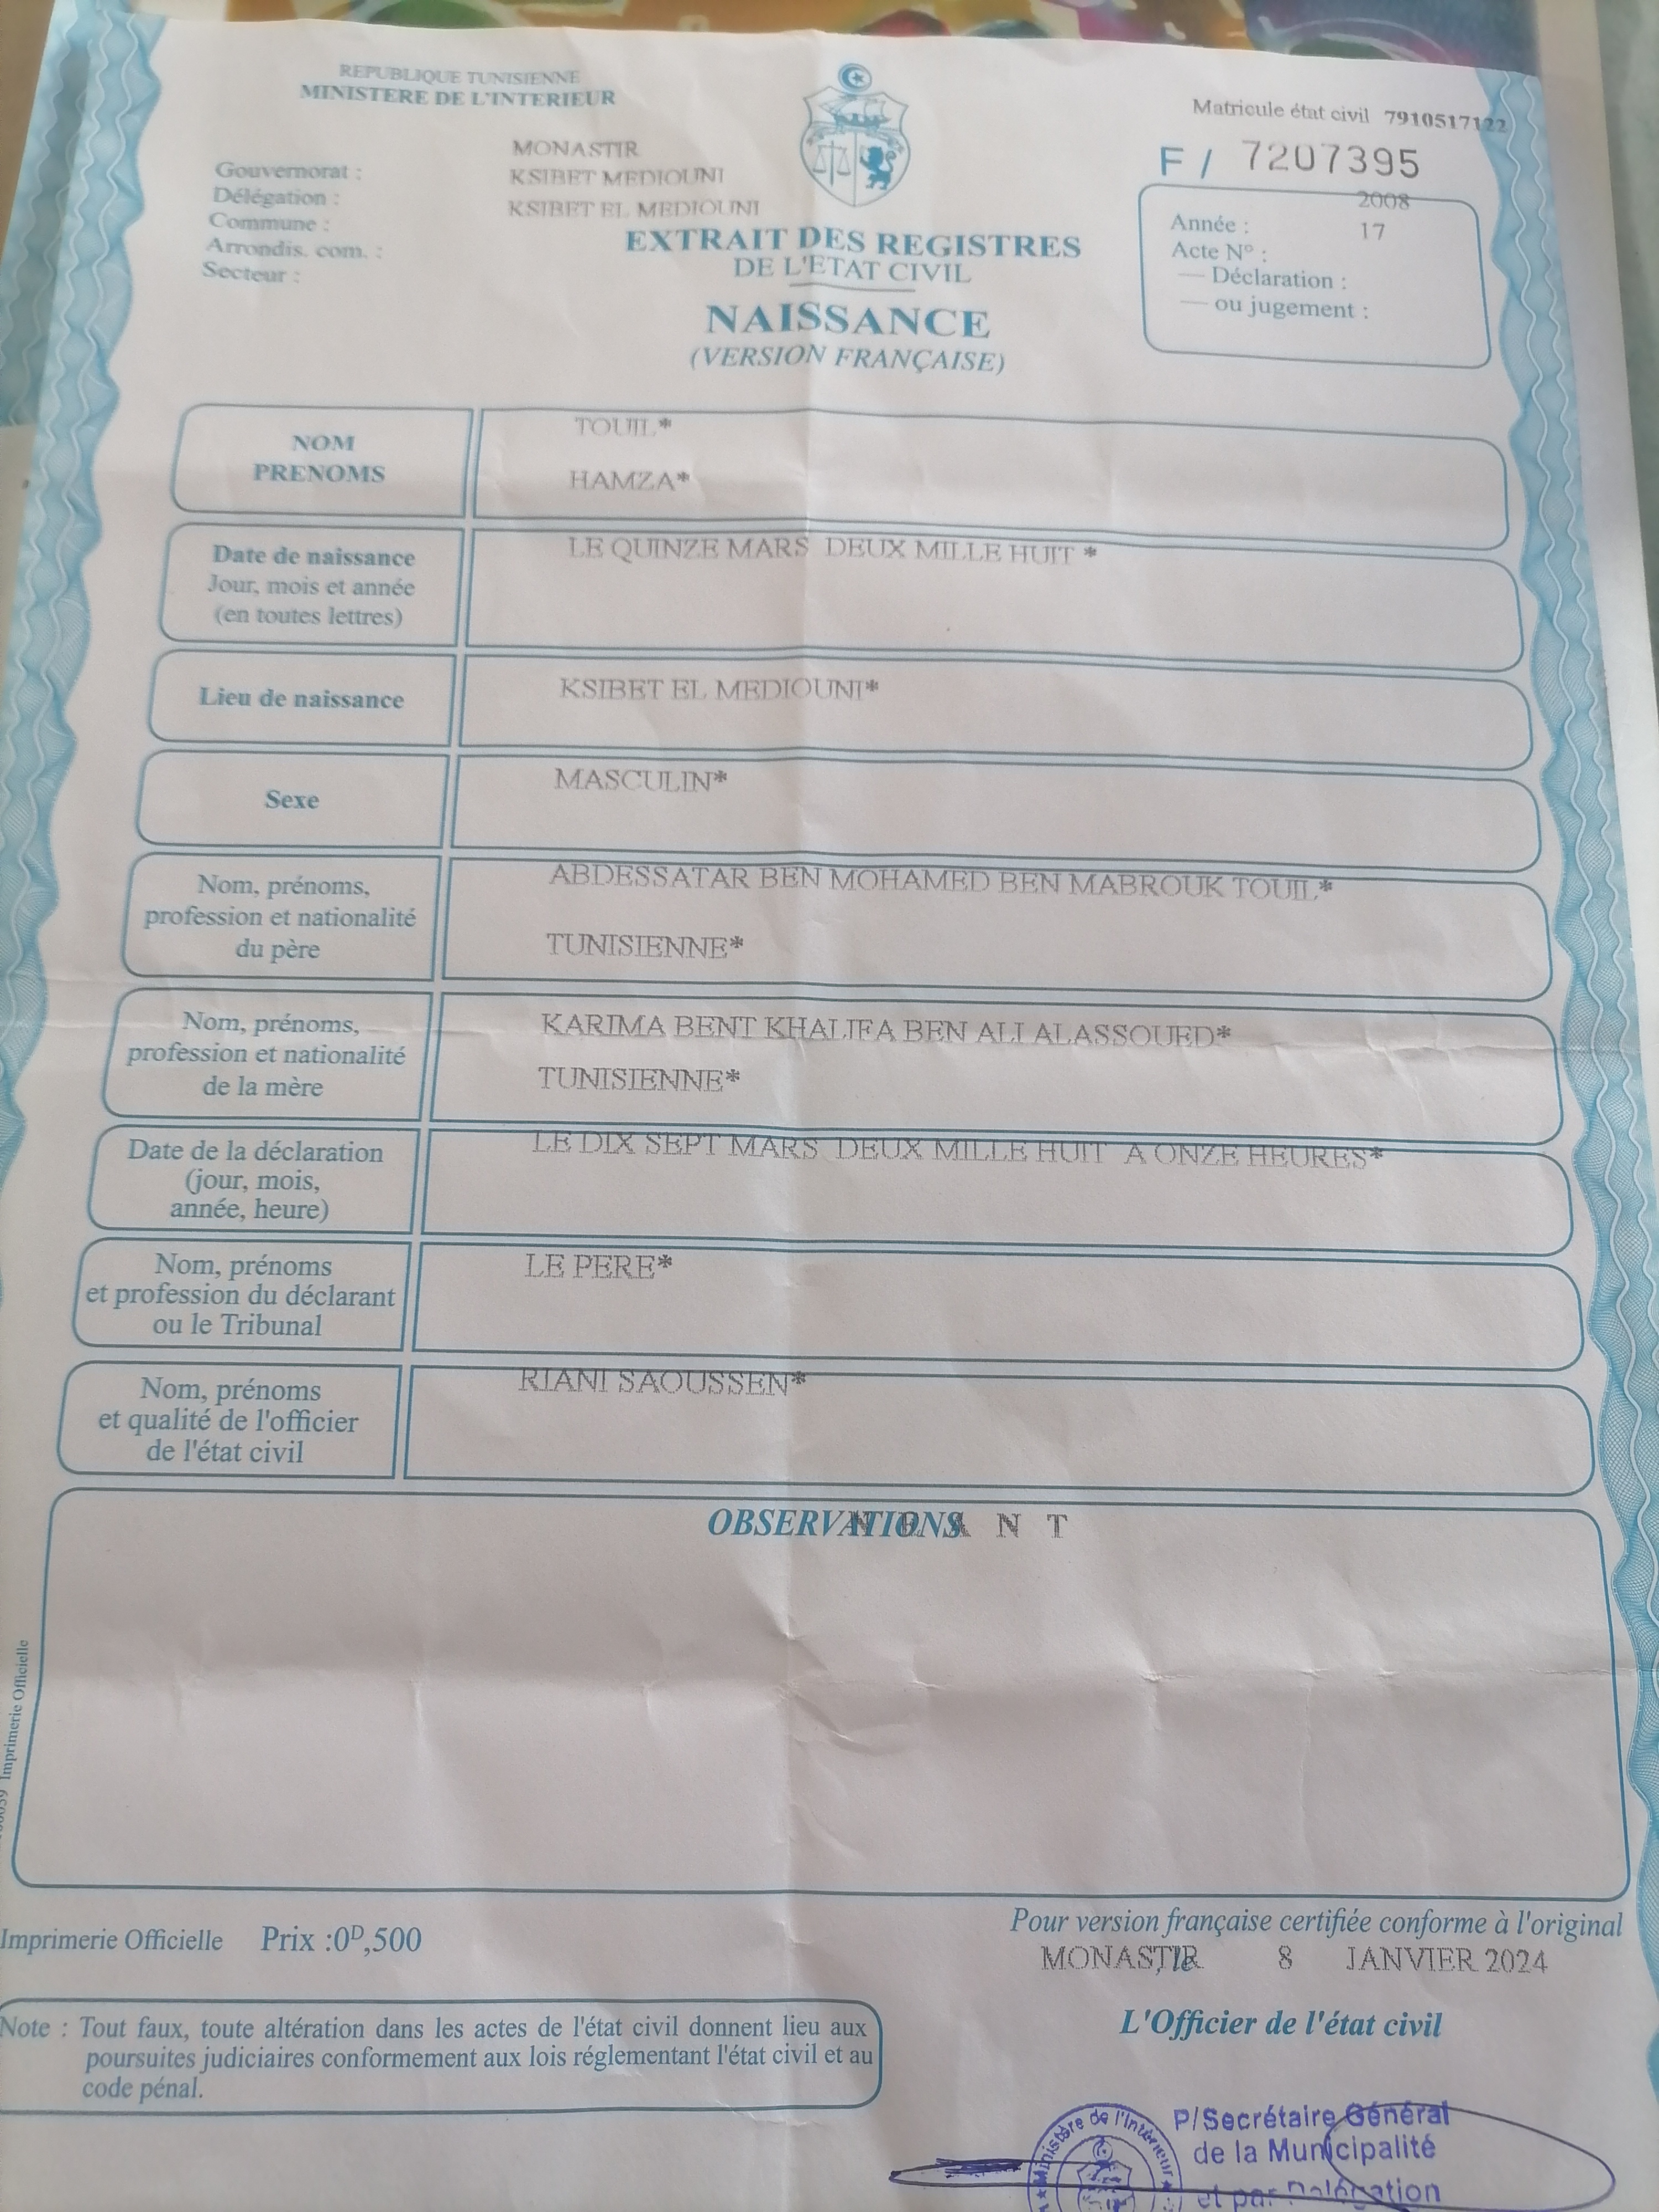 REPUBLIQUE TUNISIENNE
MINISTERE DE L'INTERIEUR
Matricule état civil 7910517122
F / 7207395
Gouvernorat : MONASTIR
Délégation : KSIBET MEDIOUNI
Commune : KSIBET EL MEDIOUNI
Arrondis. com. :
Secteur :
Année : 2008
Acte N° : 17
— Déclaration :
— ou jugement :
EXTRAIT DES REGISTRES
DE L'ETAT CIVIL
NAISSANCE
(VERSION FRANÇAISE)
NOM TOUIL*
PRENOMS HAMZA*
Date de naissance LE QUINZE MARS DEUX MILLE HUIT *
Jour, mois et année
(en toutes lettres)
Lieu de naissance KSIBET EL MEDIOUNI*
Sexe MASCULIN*
Nom, prénoms, ABDESSATAR BEN MOHAMED BEN MABROUK TOUIL*
profession et nationalité
du père TUNISIENNE*
Nom, prénoms, KARIMA BENT KHALIFA BEN ALI ALASSOUED*
profession et nationalité
de la mère TUNISIENNE*
Date de la déclaration LE DIX SEPT MARS DEUX MILLE HUIT A ONZE HEURES*
(jour, mois,
année, heure)
Nom, prénoms LE PERE*
et profession du déclarant
ou le Tribunal
Nom, prénoms RIANI SAOUSSEN*
et qualité de l'officier
de l'état civil
OBSERVATIONS N E A N T
Imprimerie Officielle
Imprimerie Officielle Prix :0D,500
Pour version française certifiée conforme à l'original
MONASTIR, le 8 JANVIER 2024
L'Officier de l'état civil
Note : Tout faux, toute altération dans les actes de l'état civil donnent lieu aux
poursuites judiciaires conformement aux lois réglementant l'état civil et au
code pénal.
Ministère de l'Intérieur
P/Secrétaire Général
de la Municipalité
et par Délégation